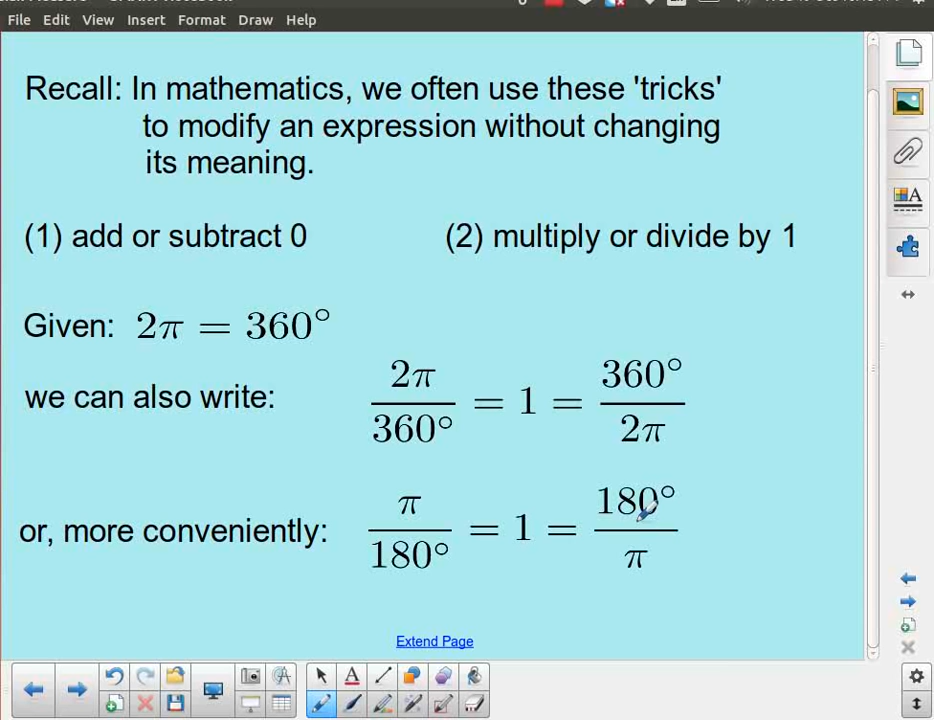 File Edit View Insert Format Draw Help
Recall: In mathematics, we often use these 'tricks'
to modify an expression without changing
its meaning.
(1) add or subtract 0 (2) multiply or divide by 1
Given: 2π = 360°
we can also write: 2π/360° = 1 = 360°/2π
or, more conveniently: π/180° = 1 = 180°/π
Extend Page